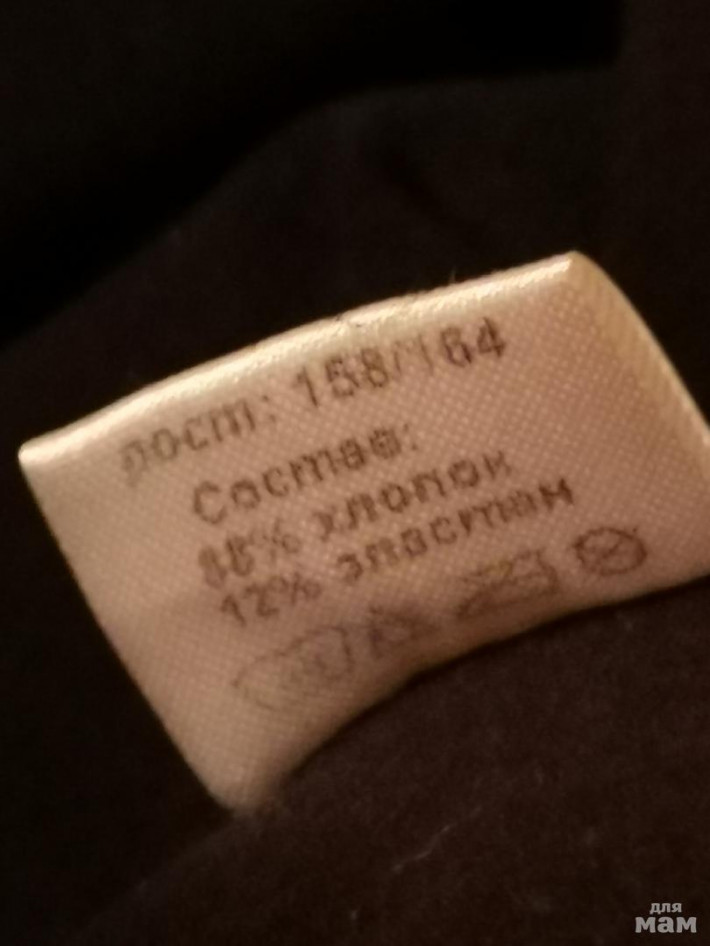 рост: 158/164
Состав:
88% хлопок
12% эластан
для
мам